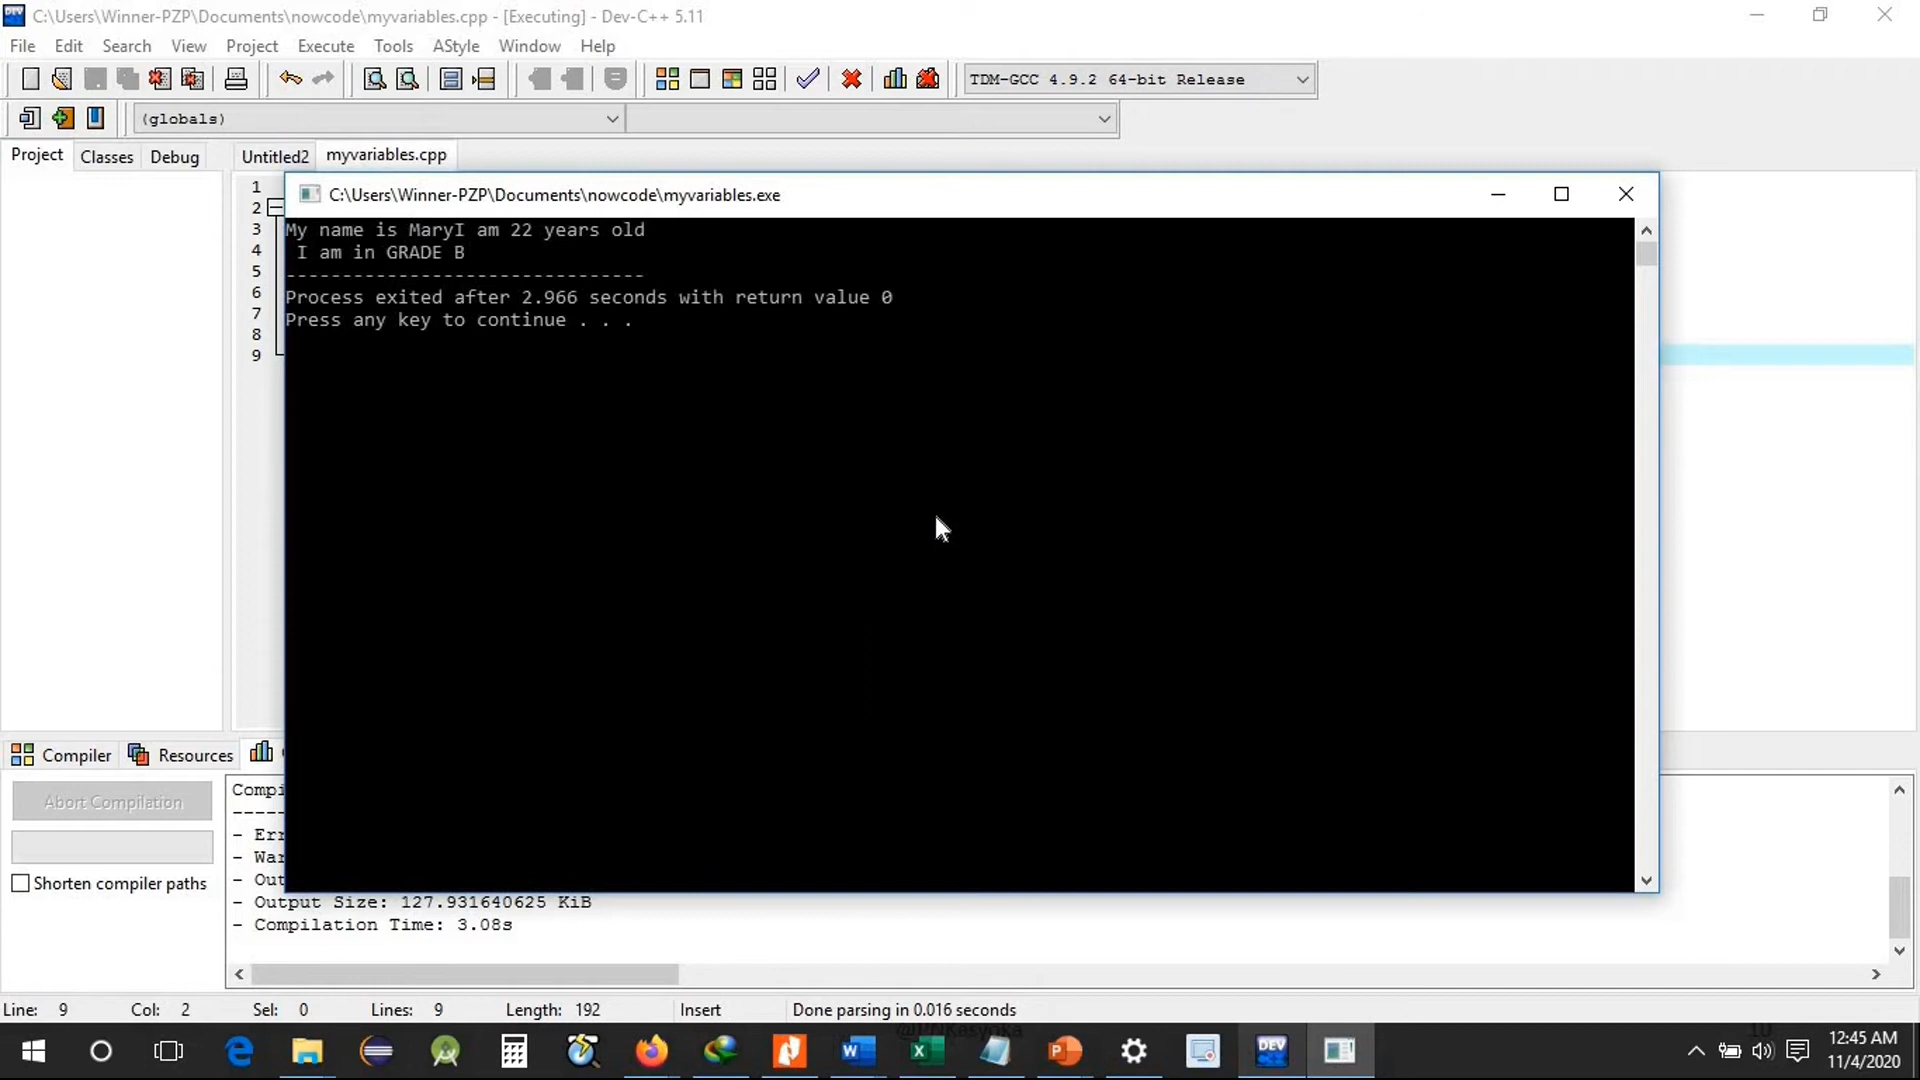 C:\Users\Winner-PZP\Documents\nowcode\myvariables.cpp - [Executing] - Dev-C++ 5.11
File Edit Search View Project Execute Tools AStyle Window Help
TDM-GCC 4.9.2 64-bit Release
(globals)
Project Classes Debug Untitled2 myvariables.cpp
C:\Users\Winner-PZP\Documents\nowcode\myvariables.exe
1
2
3
4
5
6
7
8
9
My name is MaryI am 22 years old
I am in GRADE B
--------------------------------
Process exited after 2.966 seconds with return value 0
Press any key to continue . . .
Compiler Resources
Abort Compilation
Shorten compiler paths
Compi
-----
- Err
- War
- Out
- Output Size: 127.931640625 KiB
- Compilation Time: 3.08s
Line: 9 Col: 2 Sel: 0 Lines: 9 Length: 192 Insert Done parsing in 0.016 seconds
12:45 AM
11/4/2020